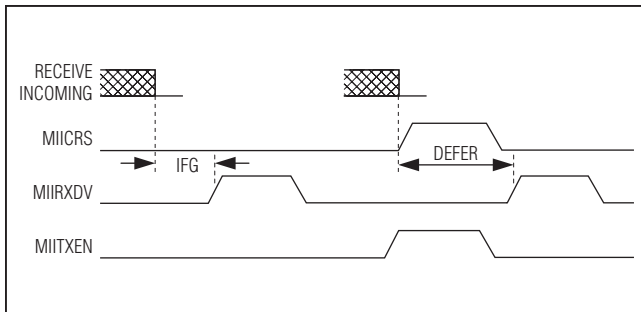 RECEIVE
INCOMING
MIICRS
IFG
DEFER
MIIRXDV
MIITXEN